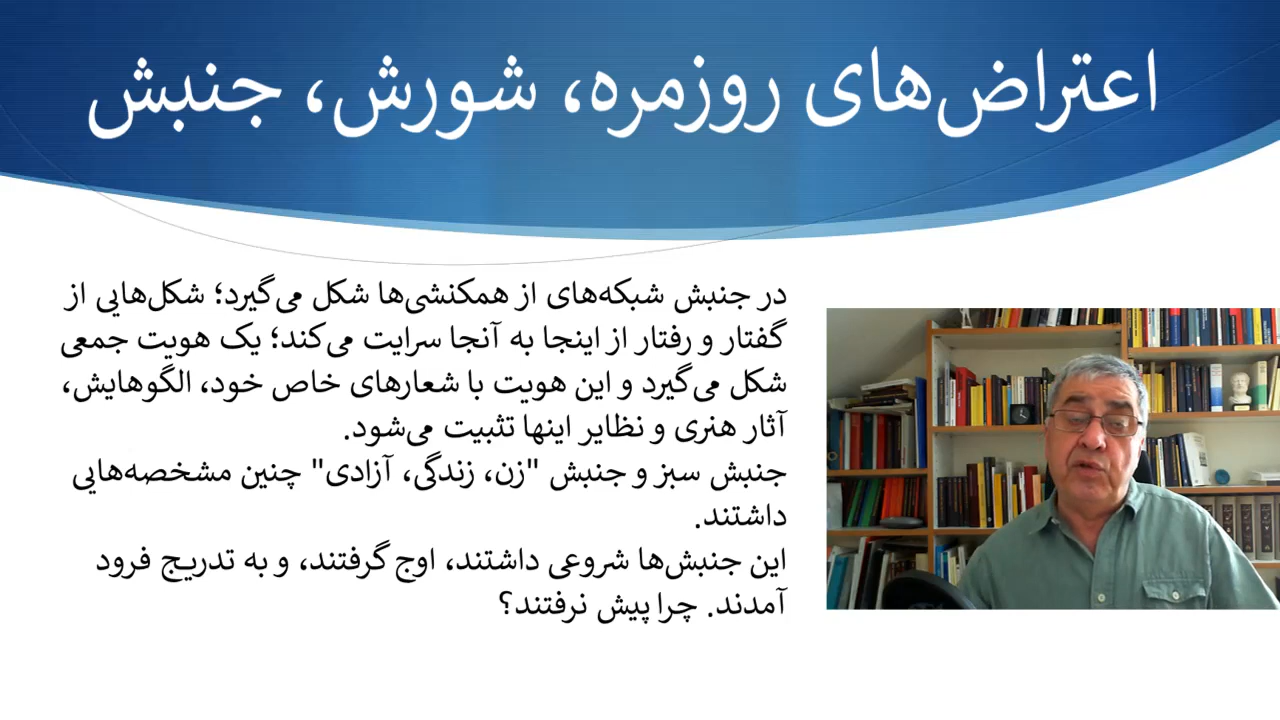 اعتراض‌های روزمره، شورش، جنبش
در جنبش شبکه‌های از همکنشی‌ها شکل می‌گیرد؛ شکل‌هایی از
گفتار و رفتار از اینجا به آنجا سرایت می‌کند؛ یک هویت جمعی
شکل می‌گیرد و این هویت با شعارهای خاص خود، الگوهایش،
آثار هنری و نظایر اینها تثبیت می‌شود.
جنبش سبز و جنبش "زن، زندگی، آزادی" چنین مشخصه‌هایی
داشتند.
این جنبش‌ها شروعی داشتند، اوج گرفتند، و به تدریج فرود
آمدند. چرا پیش نرفتند؟